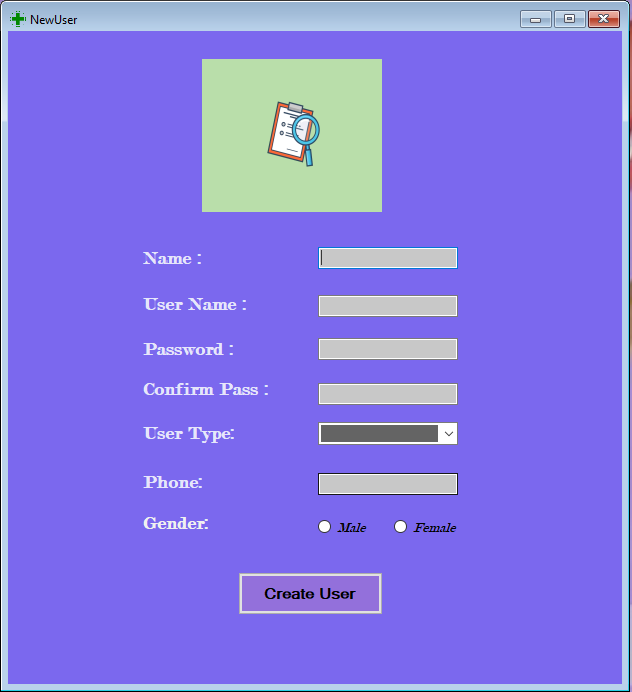 NewUser
Name :
User Name :
Password :
Confirm Pass :
User Type:
Phone:
Gender: Male Female
Create User